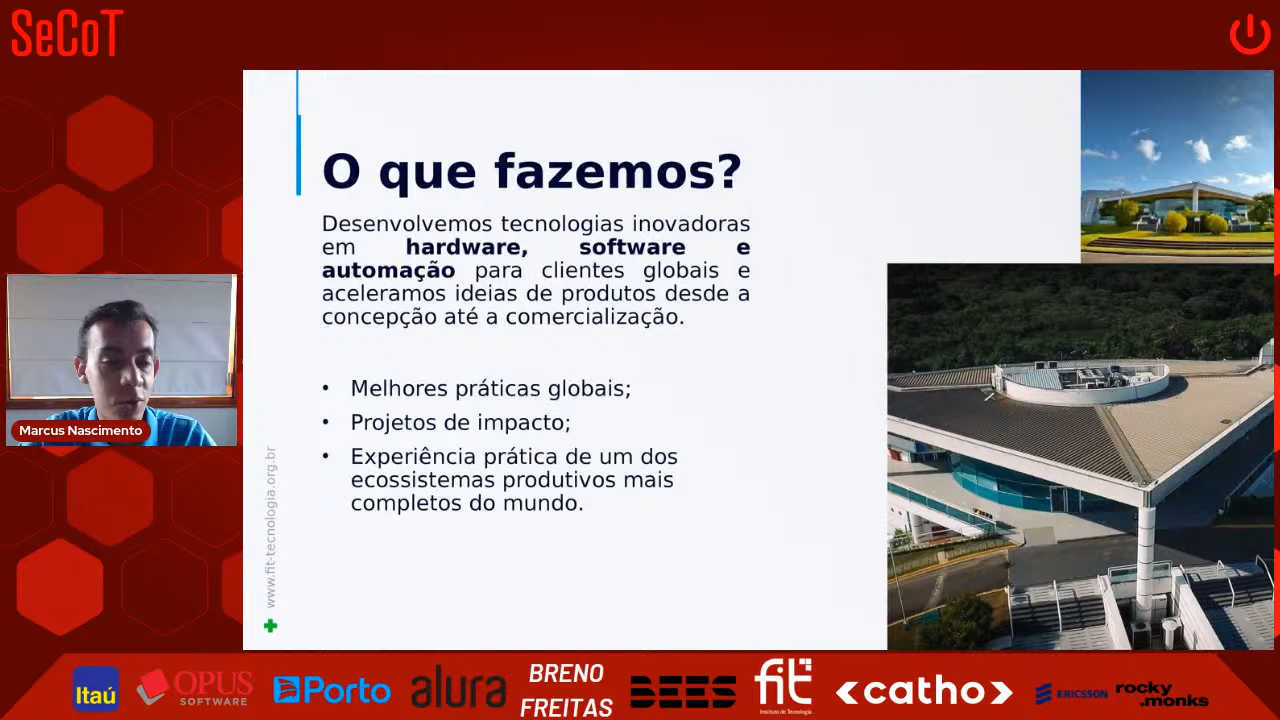 SeCoT
O que fazemos?
Desenvolvemos tecnologias inovadoras
em hardware, software e
automação para clientes globais e
aceleramos ideias de produtos desde a
concepção até a comercialização.
• Melhores práticas globais;
• Projetos de impacto;
• Experiência prática de um dos
ecossistemas produtivos mais
completos do mundo.
www.fit-tecnologia.org.br
Marcus Nascimento
Itaú
OPUS
SOFTWARE
Porto
alura
BRENO
FREITAS
BEES
fit
Instituto de Tecnologia
catho
ERICSSON
rocky
.monks